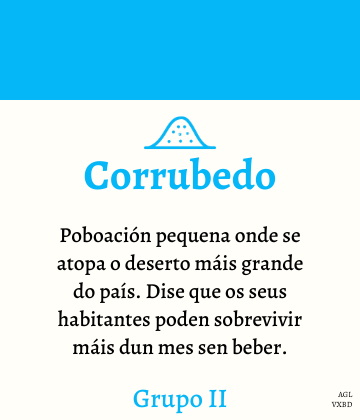 Corrubedo
Poboación pequena onde se
atopa o deserto máis grande
do país. Dise que os seus
habitantes poden sobrevivir
máis dun mes sen beber.
Grupo II
AGL
VXBD